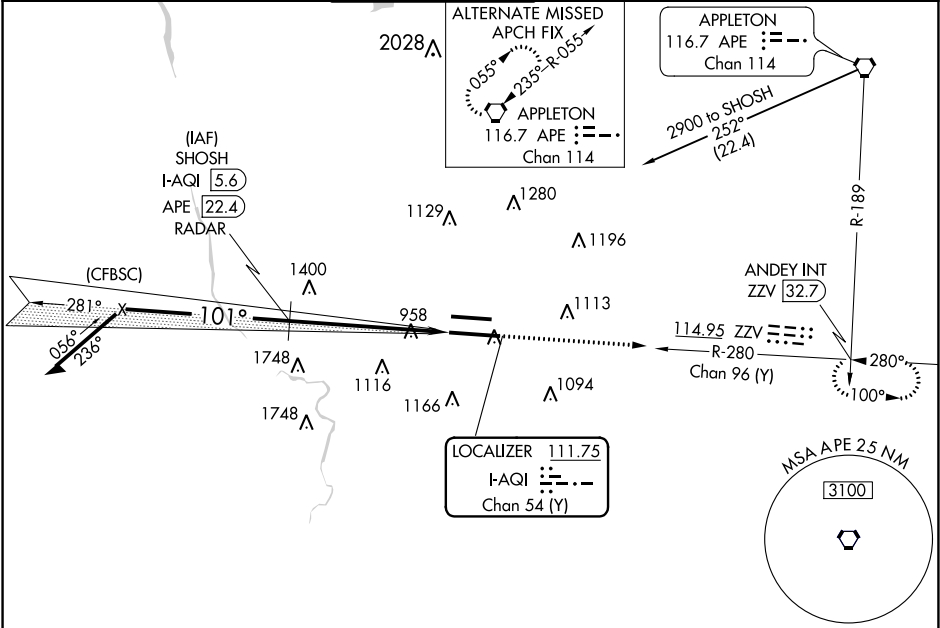 ALTERNATE MISSED
APCH FIX
055°
235°
R-055
APPLETON
116.7 APE
Chan 114
APPLETON
116.7 APE
Chan 114
2028
2900 to SHOSH
252°
(22.4)
R-189
(IAF)
SHOSH
I-AQI 5.6
APE 22.4
RADAR
1129
1280
1196
(CFBSC)
1400
281°
101°
958
1113
056°
236°
1748
1116
1748
1166
1094
ANDEY INT
ZZV 32.7
114.95 ZZV
R-280
Chan 96 (Y)
280°
100°
LOCALIZER 111.75
I-AQI
Chan 54 (Y)
MSA APE 25 NM
3100